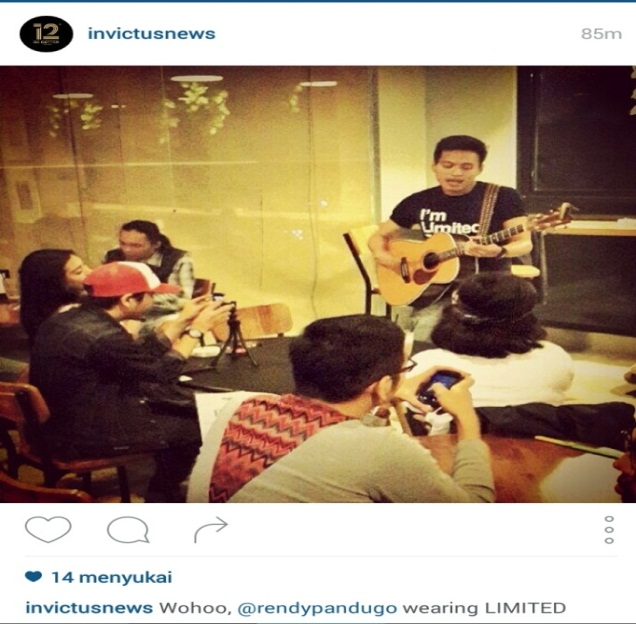 12
invictusnews
85m
I'm
Limited
14 menyukai
invictusnews Wohoo, @rendypandugo wearing LIMITED